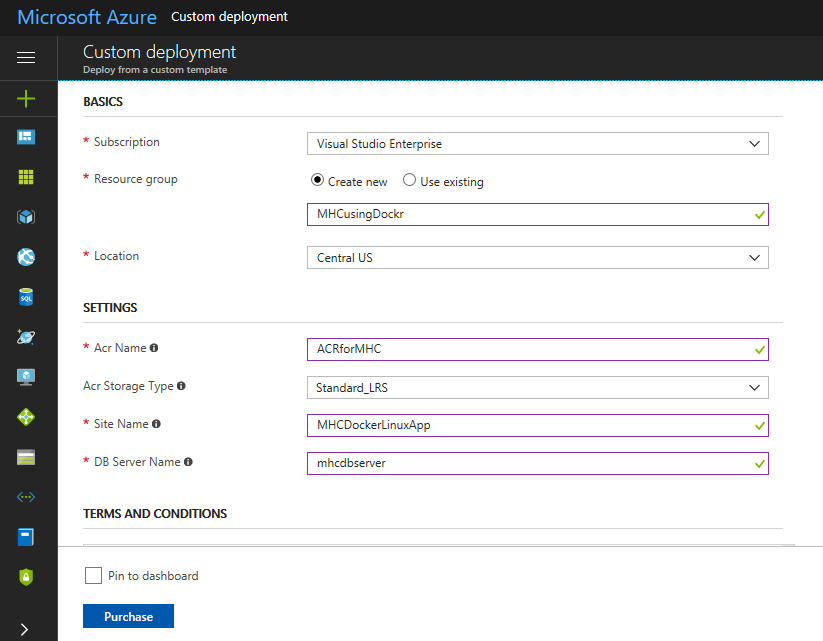 Microsoft Azure Custom deployment
Custom deployment
Deploy from a custom template
BASICS
* Subscription Visual Studio Enterprise
* Resource group Create new Use existing
MHCusingDockr
* Location Central US
SETTINGS
* Acr Name ACRforMHC
Acr Storage Type Standard_LRS
* Site Name MHCDockerLinuxApp
* DB Server Name mhcdbserver
TERMS AND CONDITIONS
Pin to dashboard
Purchase
SQL